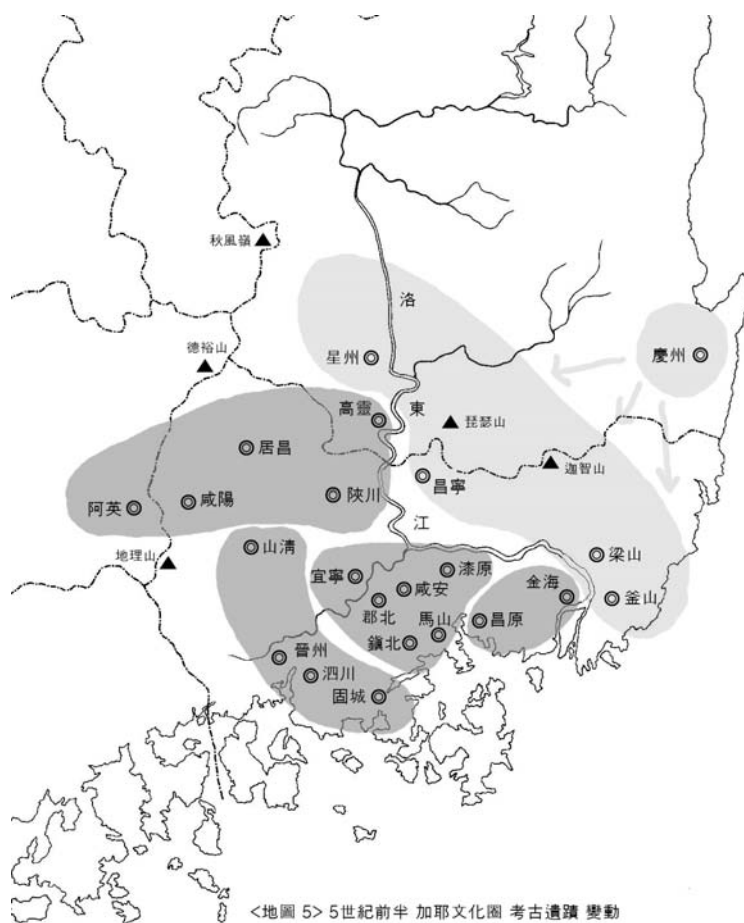 秋風嶺
洛
德裕山
星州
慶州
高靈
東
琵瑟山
居昌
迦智山
昌寧
陜川
阿英
咸陽
江
山淸
地理山
宜寧
漆原
梁山
咸安
金海
郡北
釜山
馬山
昌原
鎭北
晉州
泗川
固城
<地圖 5> 5世紀前半 加耶文化圈 考古遺蹟 變動